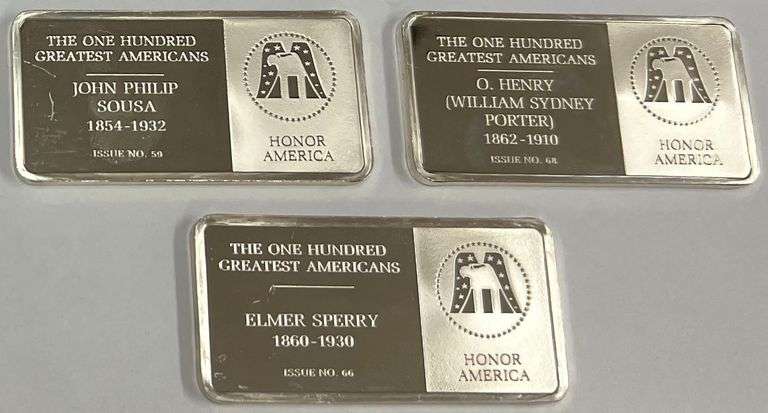 THE ONE HUNDRED
GREATEST AMERICANS
JOHN PHILIP
SOUSA
1854-1932
ISSUE NO. 59
HONOR
AMERICA
THE ONE HUNDRED
GREATEST AMERICANS
O. HENRY
(WILLIAM SYDNEY
PORTER)
1862-1910
ISSUE NO. 68
HONOR
AMERICA
THE ONE HUNDRED
GREATEST AMERICANS
ELMER SPERRY
1860-1930
ISSUE NO. 66
HONOR
AMERICA